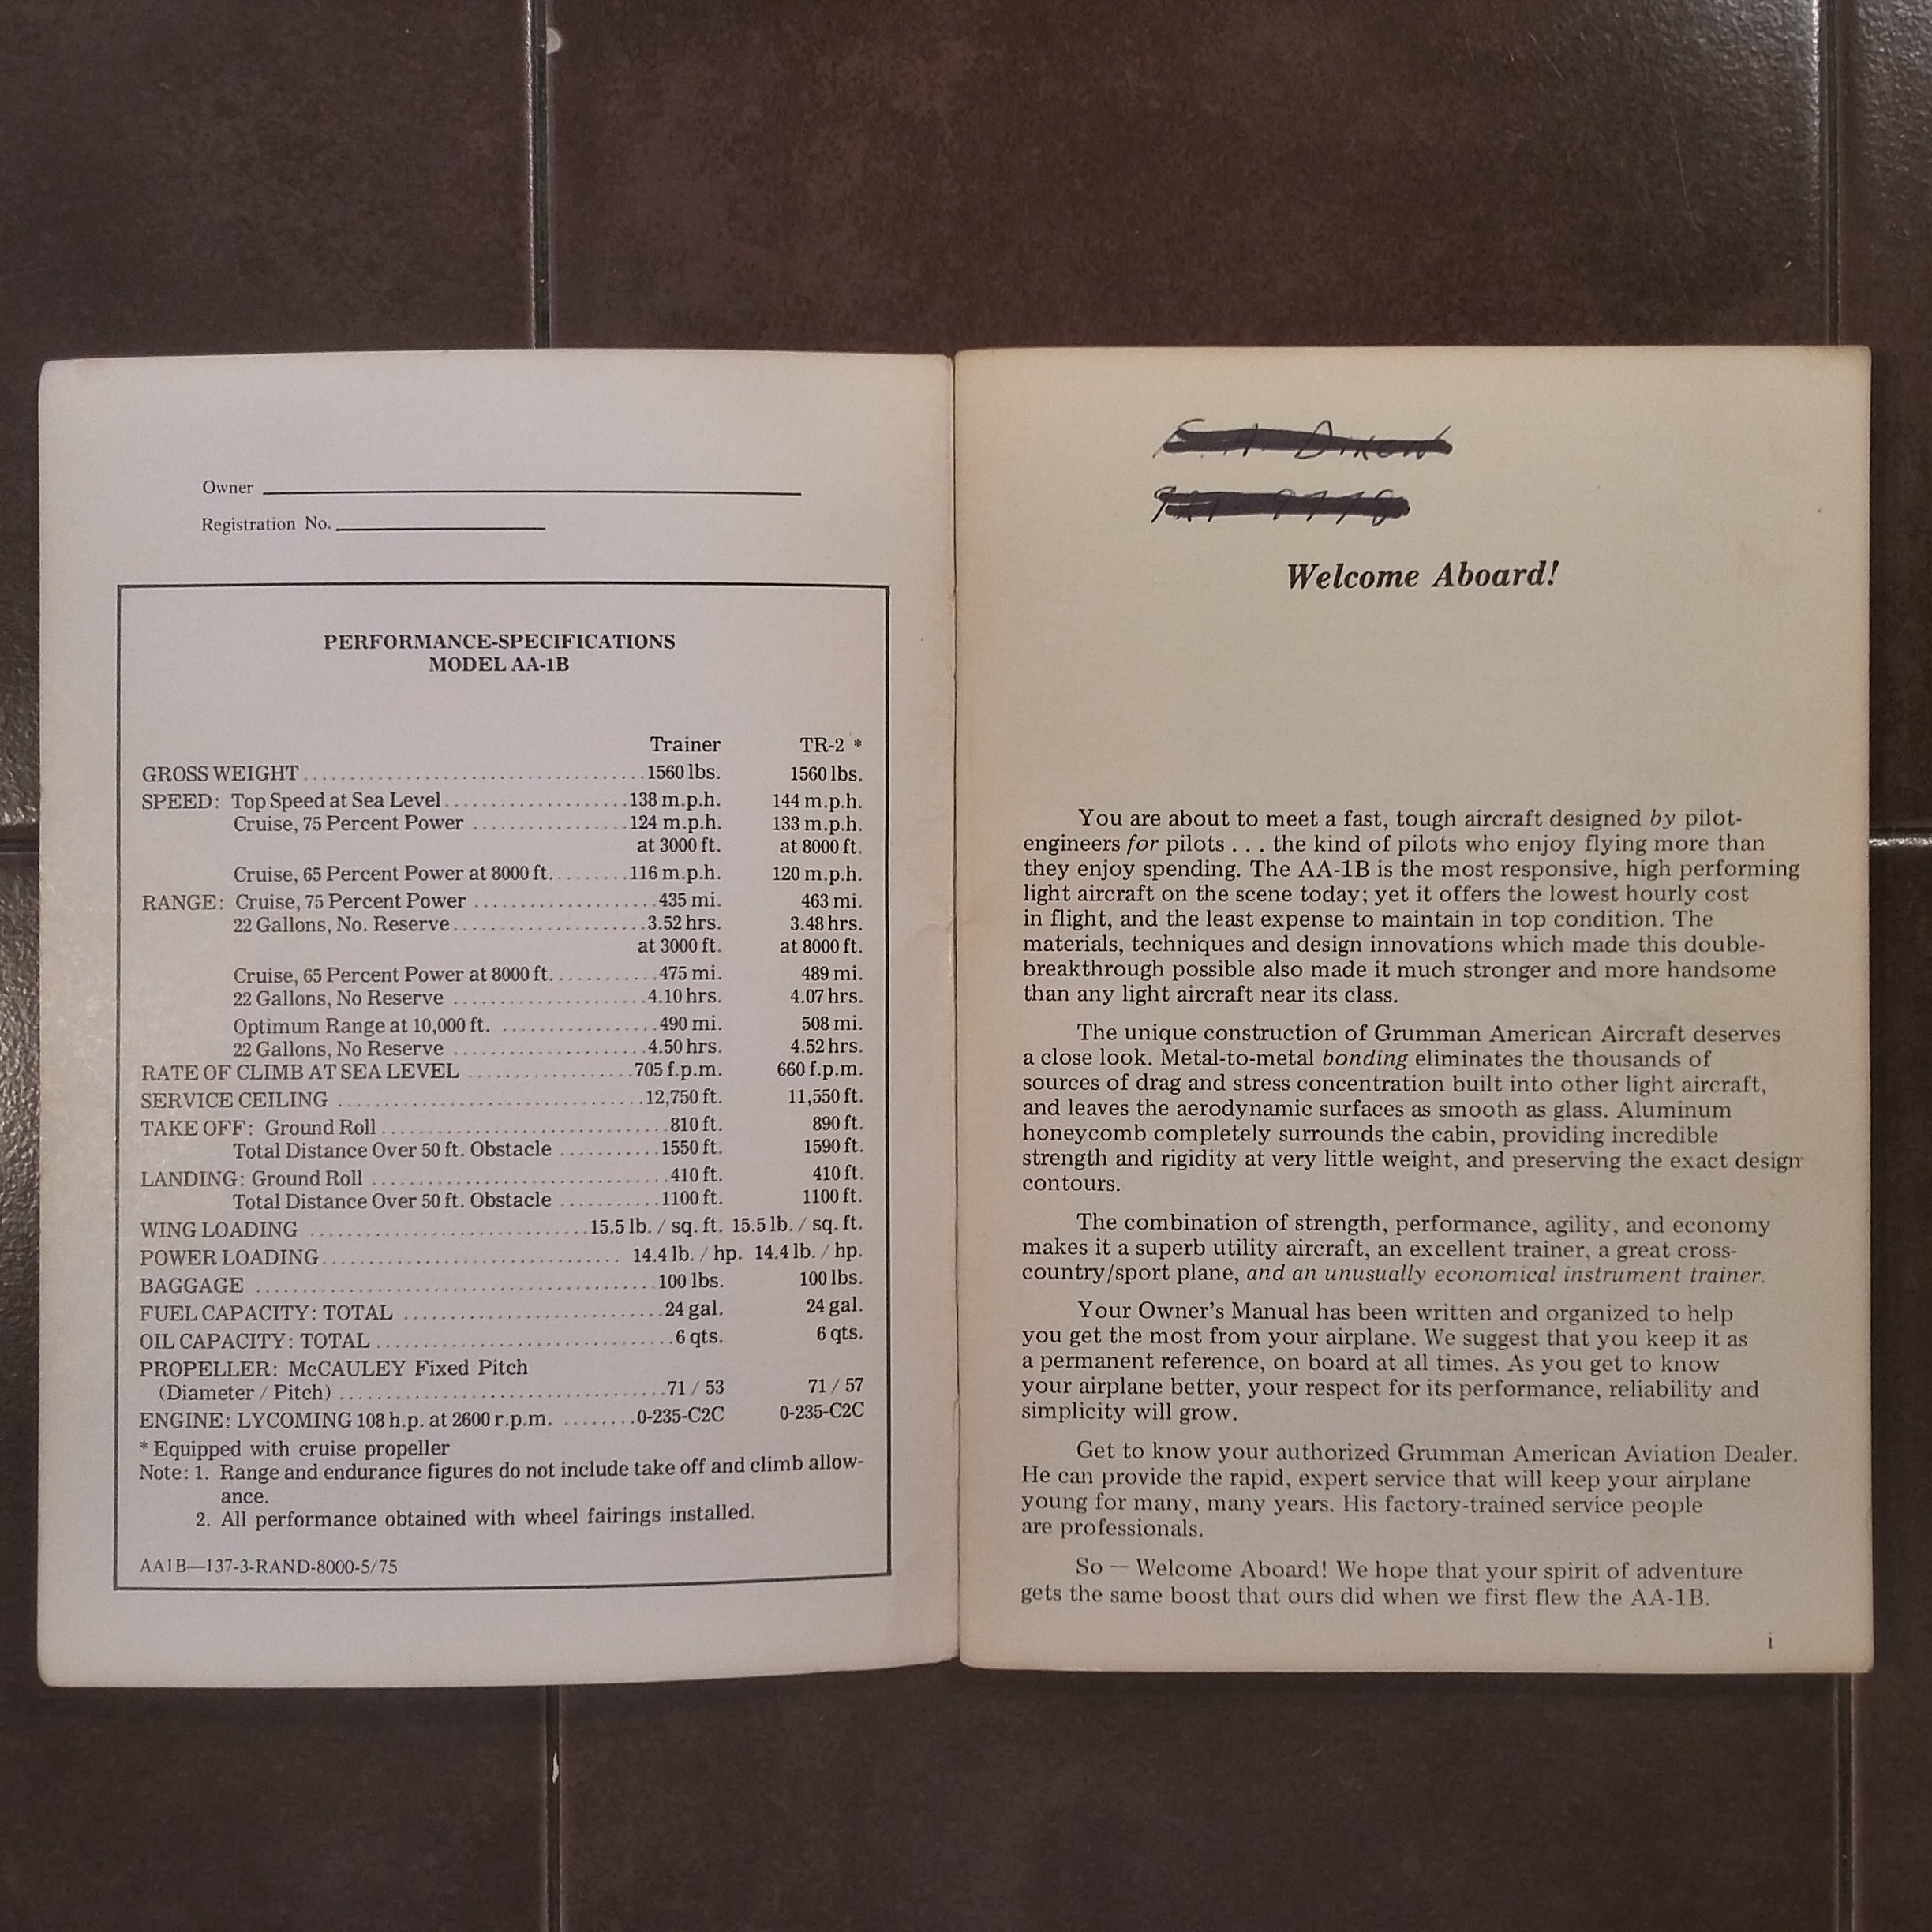 Owner
Registration No.
PERFORMANCE-SPECIFICATIONS
MODEL AA-1B
Trainer TR-2 *
GROSS WEIGHT ..................................... 1560 lbs. 1560 lbs.
SPEED: Top Speed at Sea Level .................... 138 m.p.h. 144 m.p.h.
Cruise, 75 Percent Power ................. 124 m.p.h. 133 m.p.h.
at 3000 ft. at 8000 ft.
Cruise, 65 Percent Power at 8000 ft. ........ 116 m.p.h. 120 m.p.h.
RANGE: Cruise, 75 Percent Power .................... 435 mi. 463 mi.
22 Gallons, No. Reserve ..................... 3.52 hrs. 3.48 hrs.
at 3000 ft. at 8000 ft.
Cruise, 65 Percent Power at 8000 ft. ........... 475 mi. 489 mi.
22 Gallons, No Reserve ..................... 4.10 hrs. 4.07 hrs.
Optimum Range at 10,000 ft. ................. 490 mi. 508 mi.
22 Gallons, No Reserve ..................... 4.50 hrs. 4.52 hrs.
RATE OF CLIMB AT SEA LEVEL .................. 705 f.p.m. 660 f.p.m.
SERVICE CEILING ................................. 12,750 ft. 11,550 ft.
TAKE OFF: Ground Roll ............................... 810 ft. 890 ft.
Total Distance Over 50 ft. Obstacle ........... 1550 ft. 1590 ft.
LANDING: Ground Roll ................................ 410 ft. 410 ft.
Total Distance Over 50 ft. Obstacle ........... 1100 ft. 1100 ft.
WING LOADING .............................. 15.5 lb. / sq. ft. 15.5 lb. / sq. ft.
POWER LOADING ................................ 14.4 lb. / hp. 14.4 lb. / hp.
BAGGAGE ........................................... 100 lbs. 100 lbs.
FUEL CAPACITY: TOTAL ............................ 24 gal. 24 gal.
OIL CAPACITY: TOTAL ................................ 6 qts. 6 qts.
PROPELLER: McCAULEY Fixed Pitch
(Diameter / Pitch) ................................... 71 / 53 71 / 57
ENGINE: LYCOMING 108 h.p. at 2600 r.p.m. ......... 0-235-C2C 0-235-C2C
* Equipped with cruise propeller
Note: 1. Range and endurance figures do not include take off and climb allow-
ance.
2. All performance obtained with wheel fairings installed.
AA1B—137-3-RAND-8000-5/75
Dixon
Welcome Aboard!
You are about to meet a fast, tough aircraft designed by pilot-
engineers for pilots . . . the kind of pilots who enjoy flying more than
they enjoy spending. The AA-1B is the most responsive, high performing
light aircraft on the scene today; yet it offers the lowest hourly cost
in flight, and the least expense to maintain in top condition. The
materials, techniques and design innovations which made this double-
breakthrough possible also made it much stronger and more handsome
than any light aircraft near its class.
The unique construction of Grumman American Aircraft deserves
a close look. Metal-to-metal bonding eliminates the thousands of
sources of drag and stress concentration built into other light aircraft,
and leaves the aerodynamic surfaces as smooth as glass. Aluminum
honeycomb completely surrounds the cabin, providing incredible
strength and rigidity at very little weight, and preserving the exact design
contours.
The combination of strength, performance, agility, and economy
makes it a superb utility aircraft, an excellent trainer, a great cross-
country/sport plane, and an unusually economical instrument trainer.
Your Owner's Manual has been written and organized to help
you get the most from your airplane. We suggest that you keep it as
a permanent reference, on board at all times. As you get to know
your airplane better, your respect for its performance, reliability and
simplicity will grow.
Get to know your authorized Grumman American Aviation Dealer.
He can provide the rapid, expert service that will keep your airplane
young for many, many years. His factory-trained service people
are professionals.
So — Welcome Aboard! We hope that your spirit of adventure
gets the same boost that ours did when we first flew the AA-1B.
i